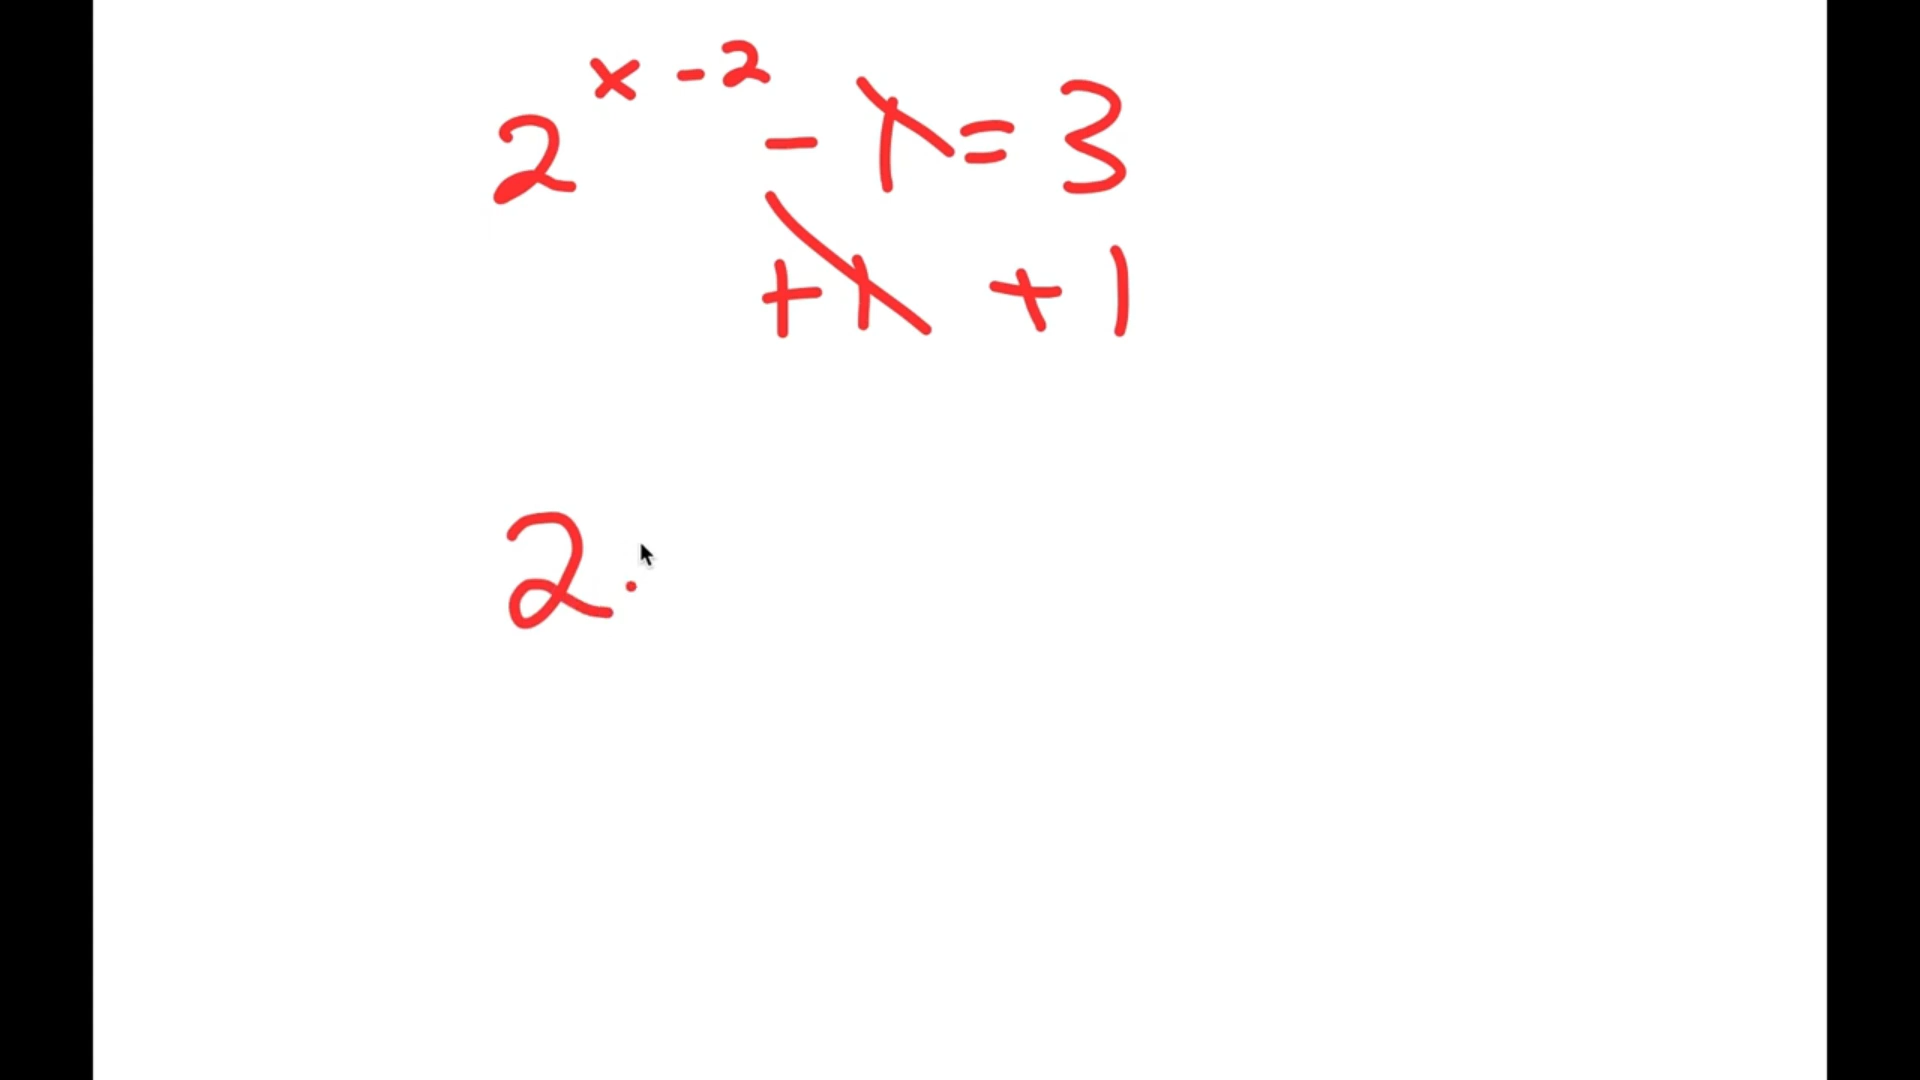 2^{x-2} - 1 = 3
+1 +1
2.